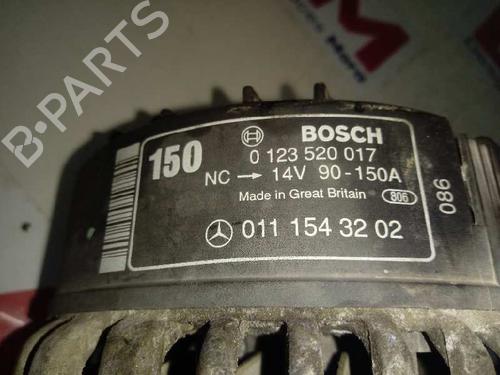 B-PARTS
M
150
BOSCH
0 123 520 017
NC → 14V 90-150A
Made in Great Britain 806
086
011 154 32 02